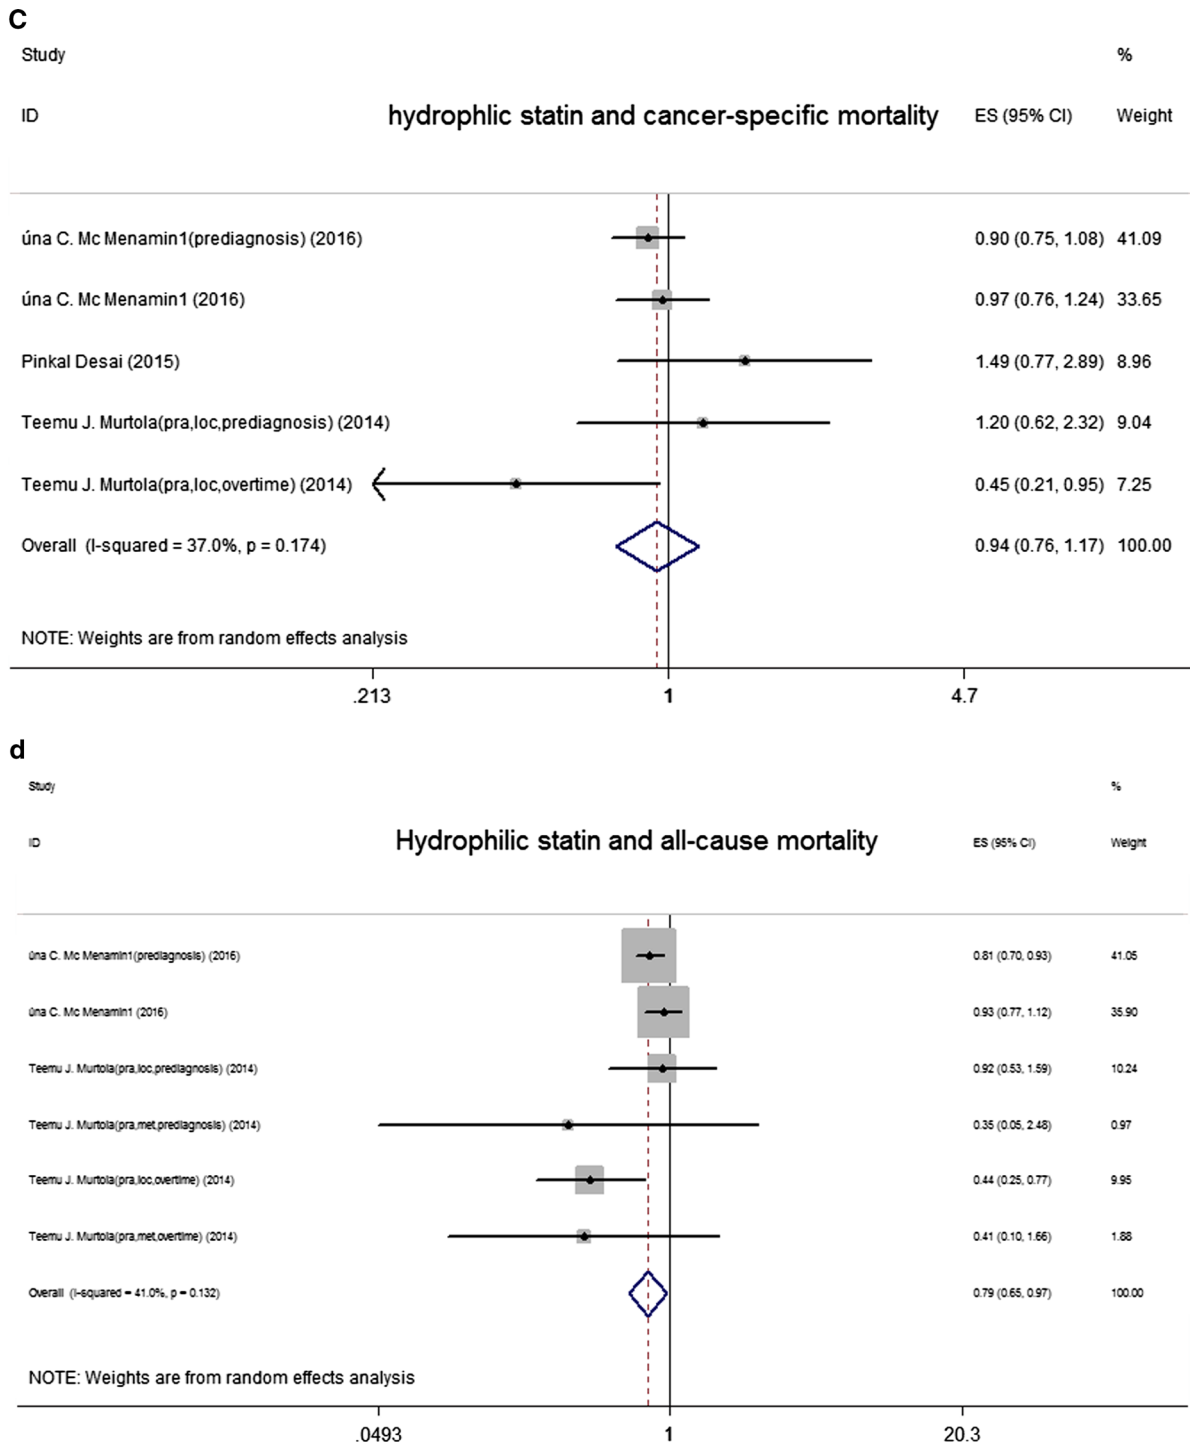 C
Study %
ID hydrophlic statin and cancer-specific mortality ES (95% CI) Weight
úna C. Mc Menamin1(prediagnosis) (2016) 0.90 (0.75, 1.08) 41.09
úna C. Mc Menamin1 (2016) 0.97 (0.76, 1.24) 33.65
Pinkal Desai (2015) 1.49 (0.77, 2.89) 8.96
Teemu J. Murtola(pra,loc,prediagnosis) (2014) 1.20 (0.62, 2.32) 9.04
Teemu J. Murtola(pra,loc,overtime) (2014) 0.45 (0.21, 0.95) 7.25
Overall (I-squared = 37.0%, p = 0.174) 0.94 (0.76, 1.17) 100.00
NOTE: Weights are from random effects analysis
.213 1 4.7
d
Study %
ID Hydrophilic statin and all-cause mortality ES (95% CI) Weight
úna C. Mc Menamin1(prediagnosis) (2016) 0.81 (0.70, 0.93) 41.05
úna C. Mc Menamin1 (2016) 0.93 (0.77, 1.12) 35.90
Teemu J. Murtola(pra,loc,prediagnosis) (2014) 0.92 (0.53, 1.59) 10.24
Teemu J. Murtola(pra,met,prediagnosis) (2014) 0.35 (0.05, 2.48) 0.97
Teemu J. Murtola(pra,loc,overtime) (2014) 0.44 (0.25, 0.77) 9.95
Teemu J. Murtola(pra,met,overtime) (2014) 0.41 (0.10, 1.66) 1.88
Overall (I-squared = 41.0%, p = 0.132) 0.79 (0.65, 0.97) 100.00
NOTE: Weights are from random effects analysis
.0493 1 20.3